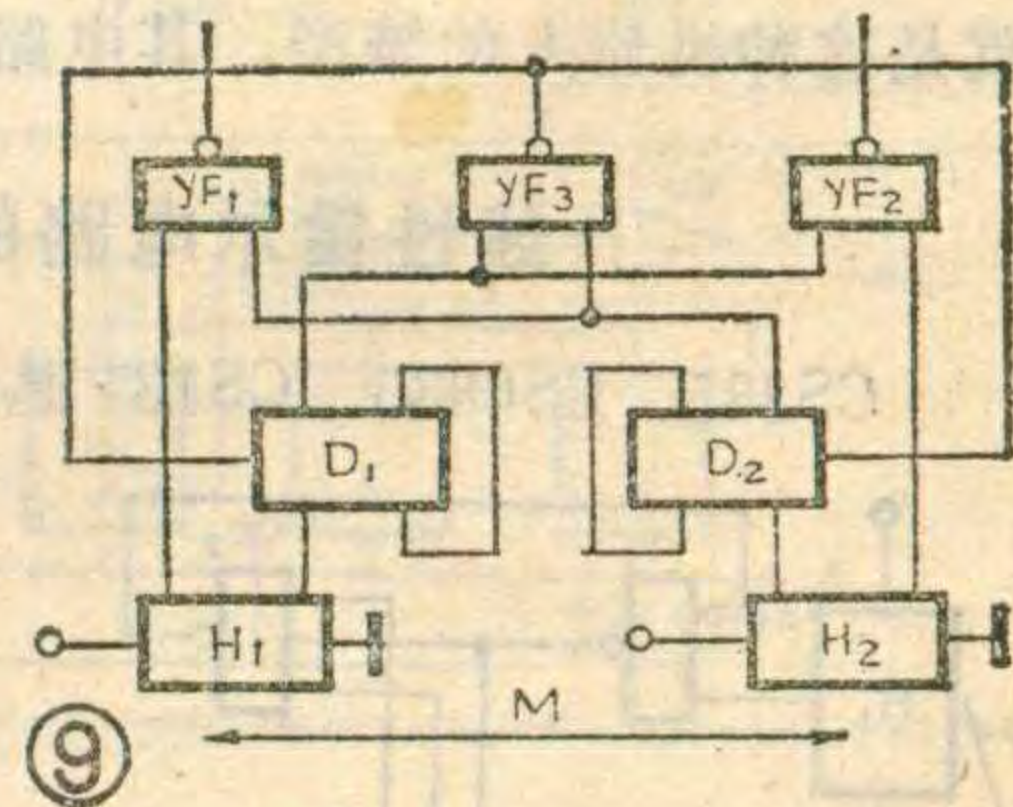 YF₁ YF₃ YF₂
D₁ D₂
H₁ H₂
M
⑨